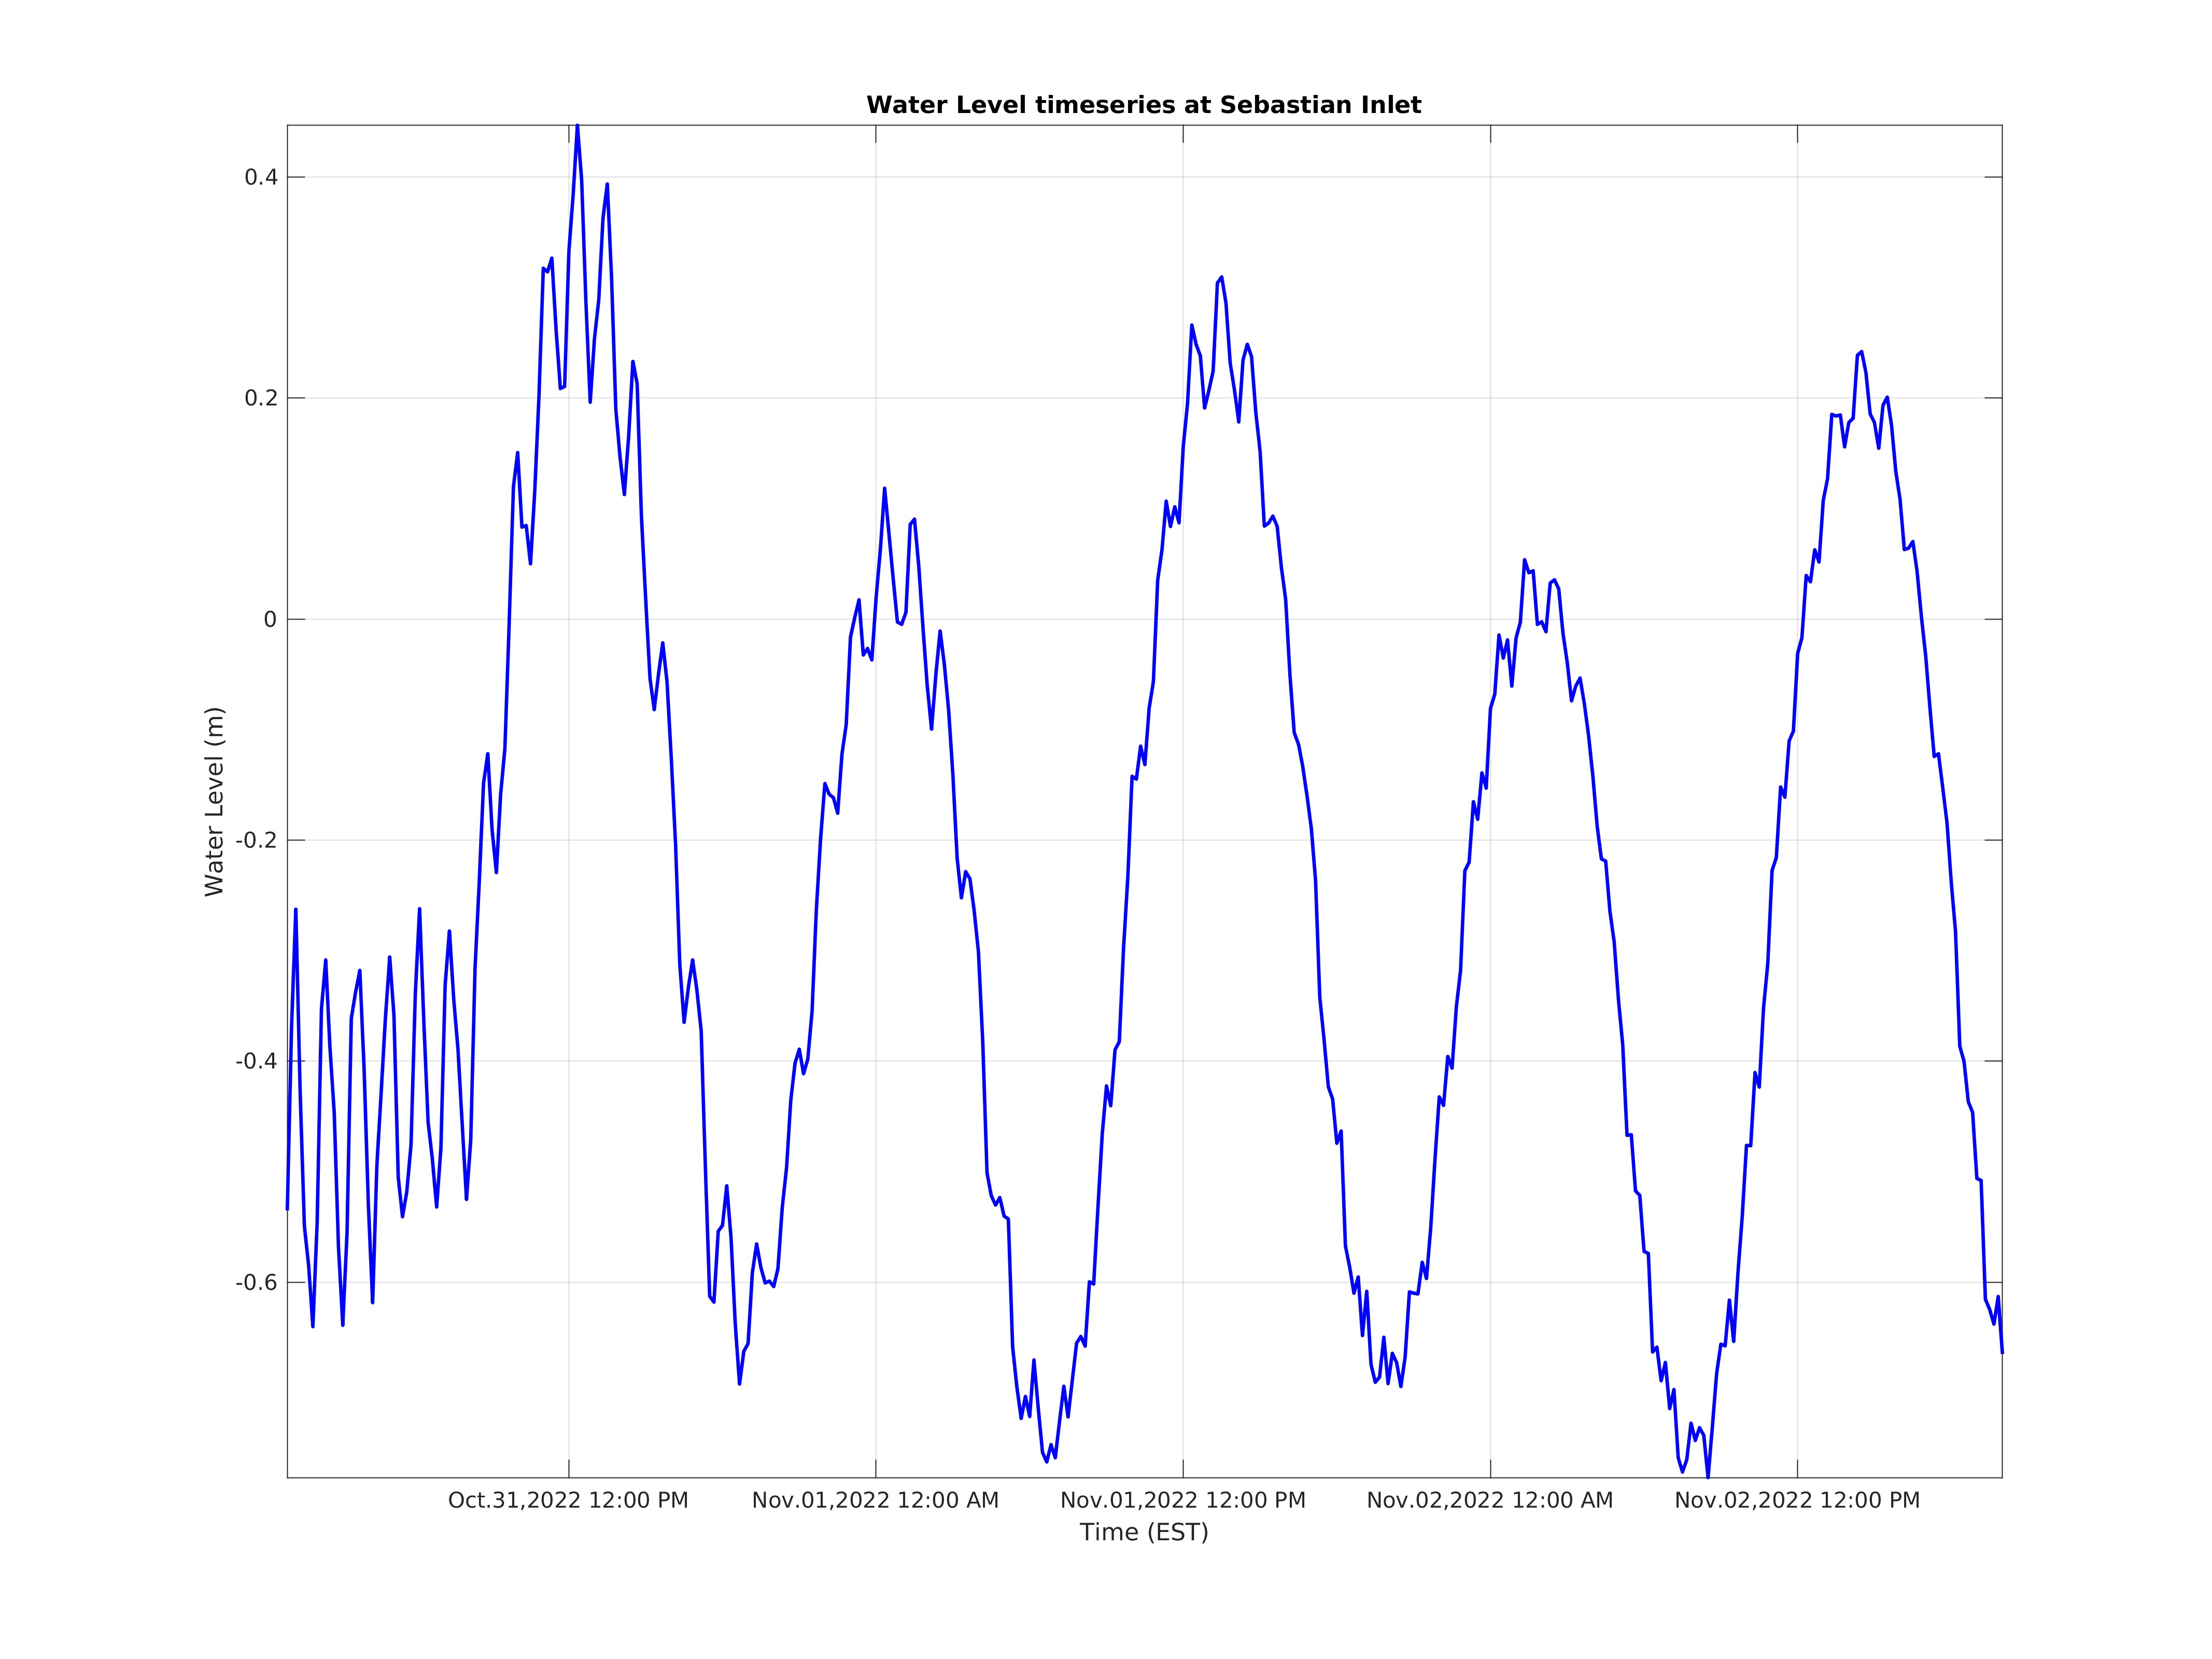 Water Level timeseries at Sebastian Inlet
0.4
0.2
0
-0.2
-0.4
-0.6
Water Level (m)
Oct.31,2022 12:00 PM
Nov.01,2022 12:00 AM
Nov.01,2022 12:00 PM
Nov.02,2022 12:00 AM
Nov.02,2022 12:00 PM
Time (EST)